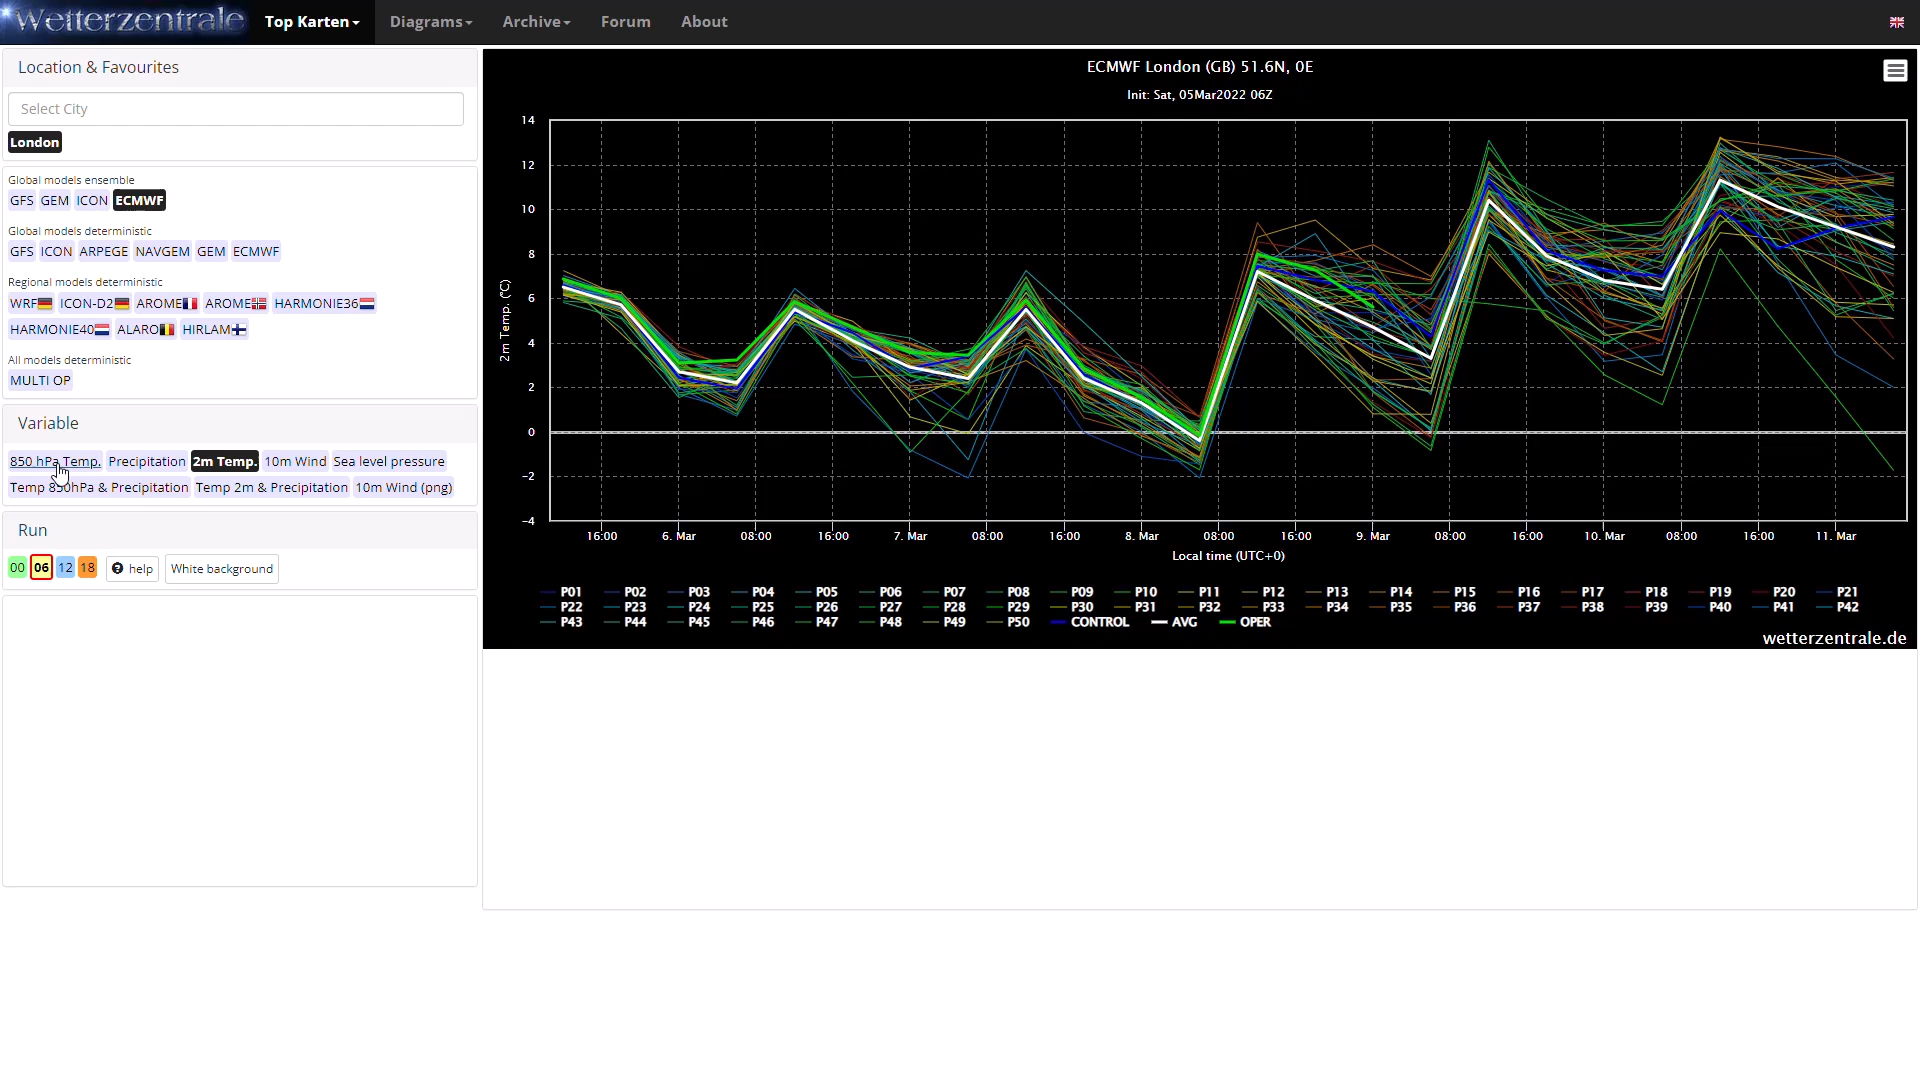 Wetterzentrale Top Karten Diagrams Archive Forum About
Location & Favourites
Select City
London
Global models ensemble
GFS GEM ICON ECMWF
Global models deterministic
GFS ICON ARPEGE NAVGEM GEM ECMWF
Regional models deterministic
WRF ICON-D2 AROME AROME HARMONIE36
HARMONIE40 ALARO HIRLAM
All models deterministic
MULTI OP
Variable
850 hPa Temp. Precipitation 2m Temp. 10m Wind Sea level pressure
Temp 850hPa & Precipitation Temp 2m & Precipitation 10m Wind (png)
Run
00 06 12 18 help White background
ECMWF London (GB) 51.6N, 0E
Init: Sat, 05Mar2022 06Z
2m Temp. (°C)
14
12
10
8
6
4
2
0
-2
-4
16:00 6. Mar 08:00 16:00 7. Mar 08:00 16:00 8. Mar 08:00 16:00 9. Mar 08:00 16:00 10. Mar 08:00 16:00 11. Mar
Local time (UTC+0)
P01 P02 P03 P04 P05 P06 P07 P08 P09 P10 P11 P12 P13 P14 P15 P16 P17 P18 P19 P20 P21
P22 P23 P24 P25 P26 P27 P28 P29 P30 P31 P32 P33 P34 P35 P36 P37 P38 P39 P40 P41 P42
P43 P44 P45 P46 P47 P48 P49 P50 CONTROL AVG OPER
wetterzentrale.de